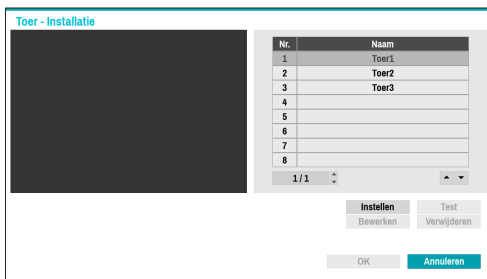 Toer - Installatie
Nr. Naam
1 Toer1
2 Toer2
3 Toer3
4
5
6
7
8
1 / 1
Instellen Test
Bewerken Verwijderen
OK Annuleren